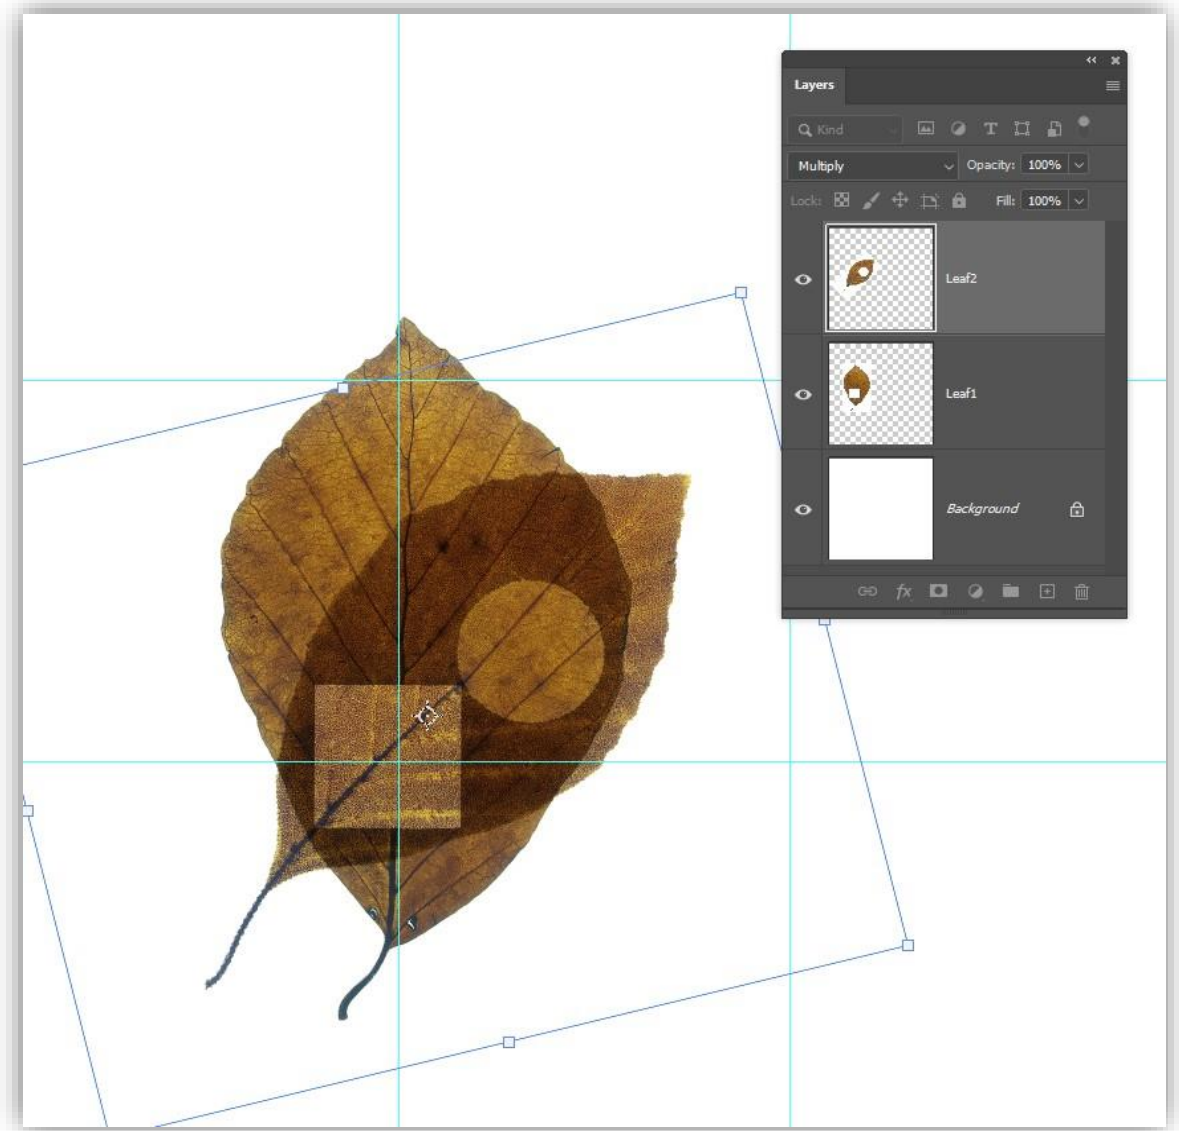 Layers
Kind
Multiply Opacity: 100%
Lock: Fill: 100%
Leaf2
Leaf1
Background